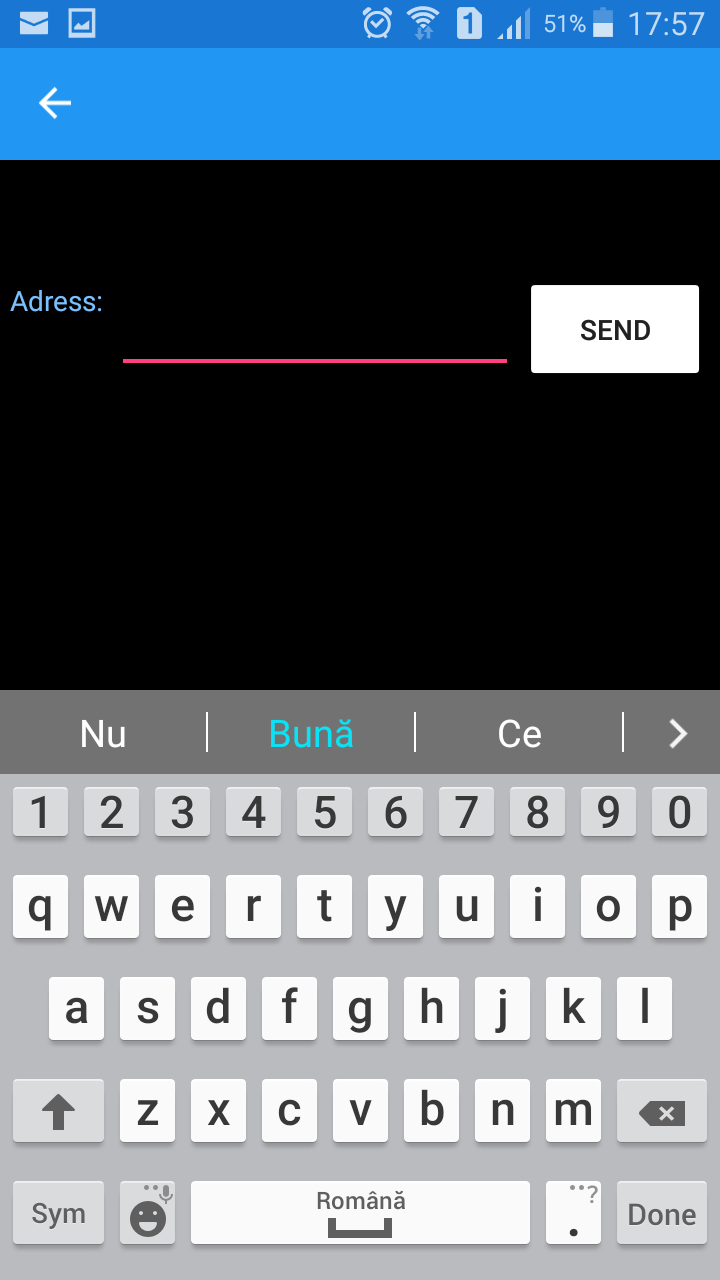 1 51% 17:57
Adress:
SEND
Nu Bună Ce
1 2 3 4 5 6 7 8 9 0
q w e r t y u i o p
a s d f g h j k l
z x c v b n m
Sym Română . ? Done